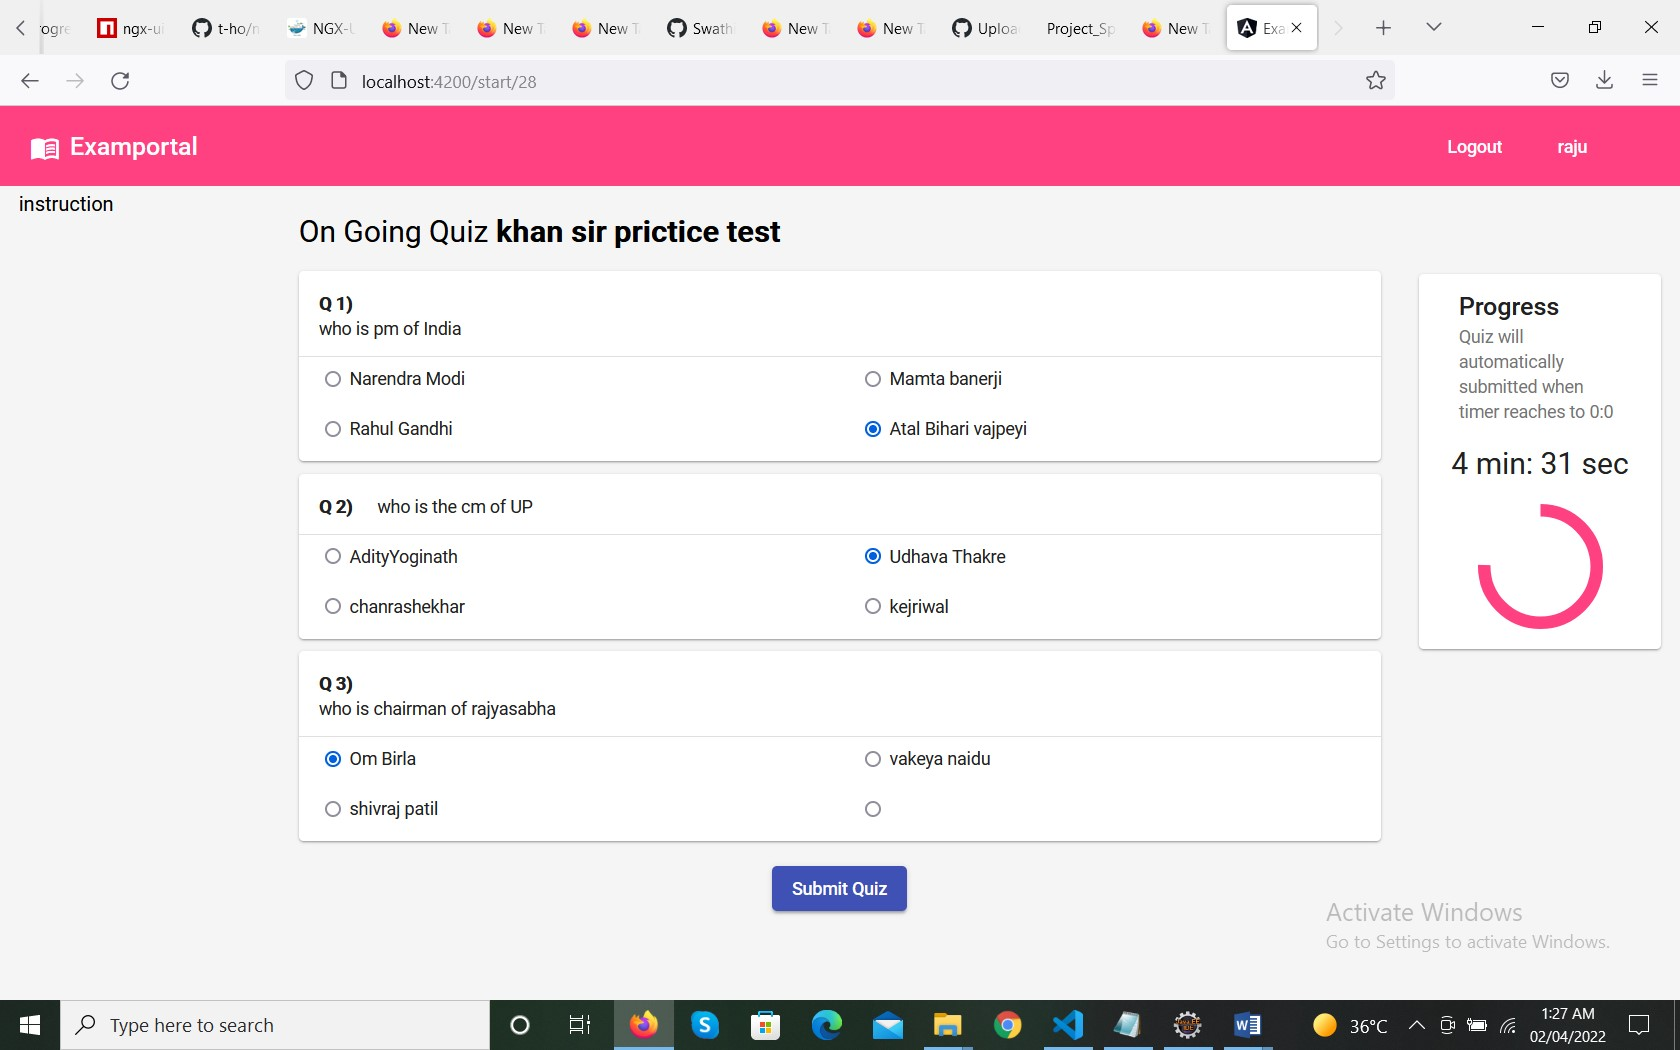 ogre
ngx-ui
t-ho/n
NGX-U
New T
New T
New T
Swath
New T
New T
Uploa
Project_Sp
New T
Exa
localhost:4200/start/28
Examportal
Logout
raju
instruction
On Going Quiz khan sir prictice test
Q 1)
who is pm of India
Narendra Modi
Mamta banerji
Rahul Gandhi
Atal Bihari vajpeyi
Q 2) who is the cm of UP
AdityYoginath
Udhava Thakre
chanrashekhar
kejriwal
Q 3)
who is chairman of rajyasabha
Om Birla
vakeya naidu
shivraj patil
Submit Quiz
Progress
Quiz will
automatically
submitted when
timer reaches to 0:0
4 min: 31 sec
Activate Windows
Go to Settings to activate Windows.
Type here to search
36°C
1:27 AM
02/04/2022